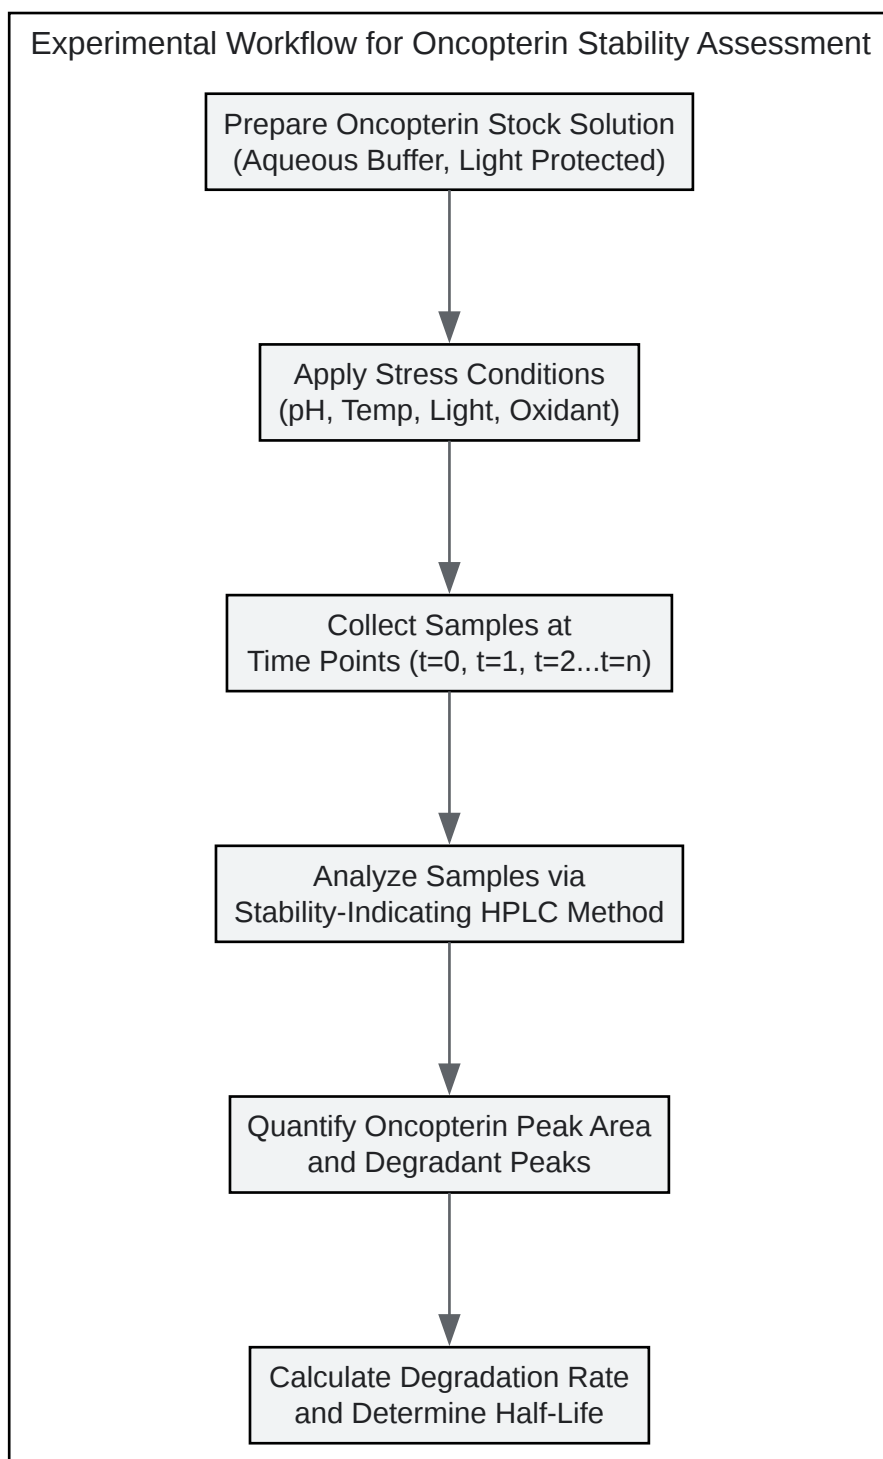 Experimental Workflow for Oncopterin Stability Assessment
Prepare Oncopterin Stock Solution
(Aqueous Buffer, Light Protected)
Apply Stress Conditions
(pH, Temp, Light, Oxidant)
Collect Samples at
Time Points (t=0, t=1, t=2...t=n)
Analyze Samples via
Stability-Indicating HPLC Method
Quantify Oncopterin Peak Area
and Degradant Peaks
Calculate Degradation Rate
and Determine Half-Life